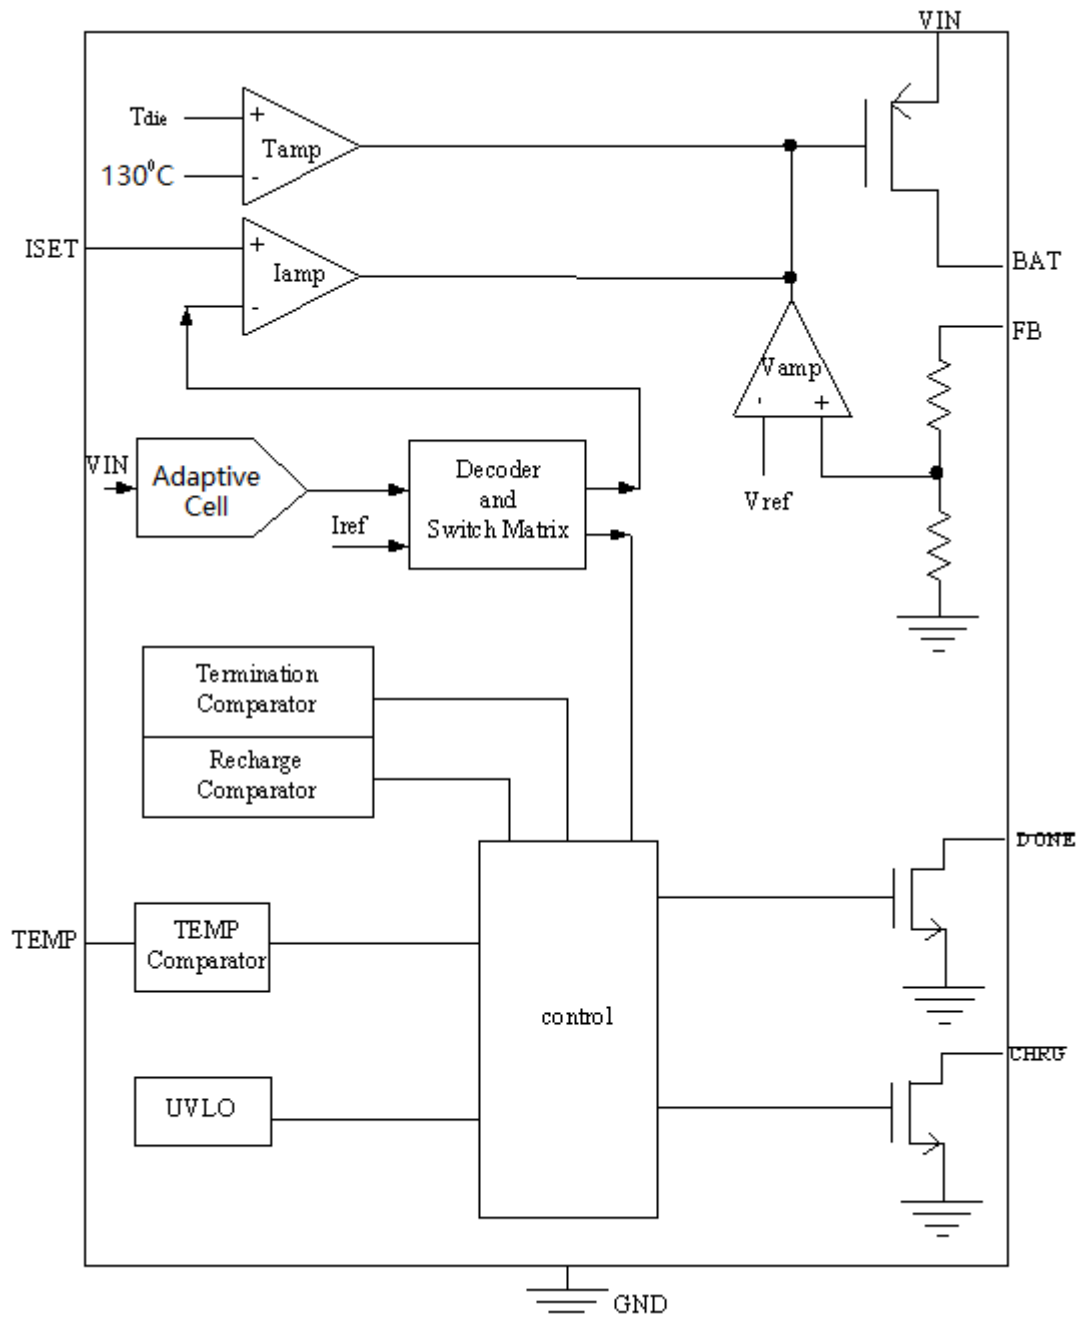 VIN
Tdie
+
Tamp
130⁰C
-
ISET
+
Iamp
-
BAT
FB
Vamp
- +
VIN
Adaptive
Cell
Decoder
and
Switch Matrix
Iref
Vref
Termination
Comparator
Recharge
Comparator
DONE
TEMP
TEMP
Comparator
control
CHRG
UVLO
GND